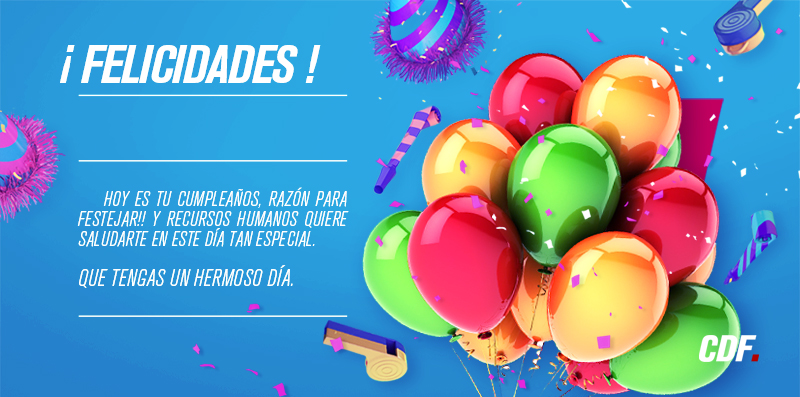 ¡ FELICIDADES !
HOY ES TU CUMPLEAÑOS, RAZÓN PARA
FESTEJAR!! Y RECURSOS HUMANOS QUIERE
SALUDARTE EN ESTE DÍA TAN ESPECIAL.
QUE TENGAS UN HERMOSO DÍA.
CDF.